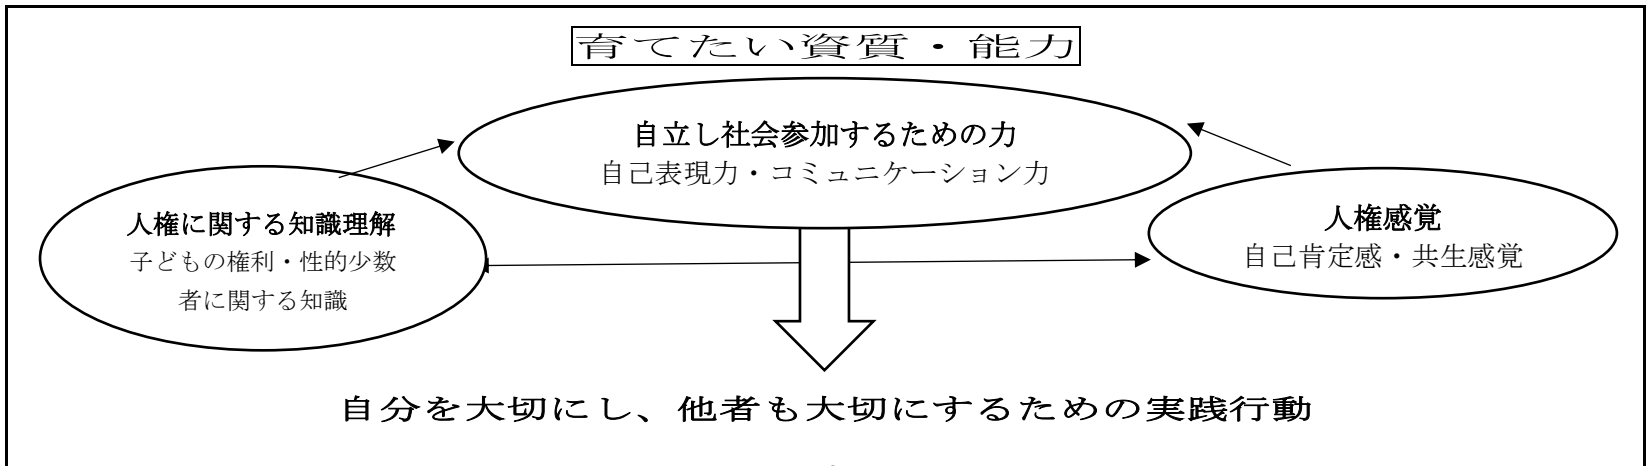 育てたい資質・能力
自立し社会参加するための力
自己表現力・コミュニケーション力
人権に関する知識理解
子どもの権利・性的少数
者に関する知識
人権感覚
自己肯定感・共生感覚
自分を大切にし、他者も大切にするための実践行動